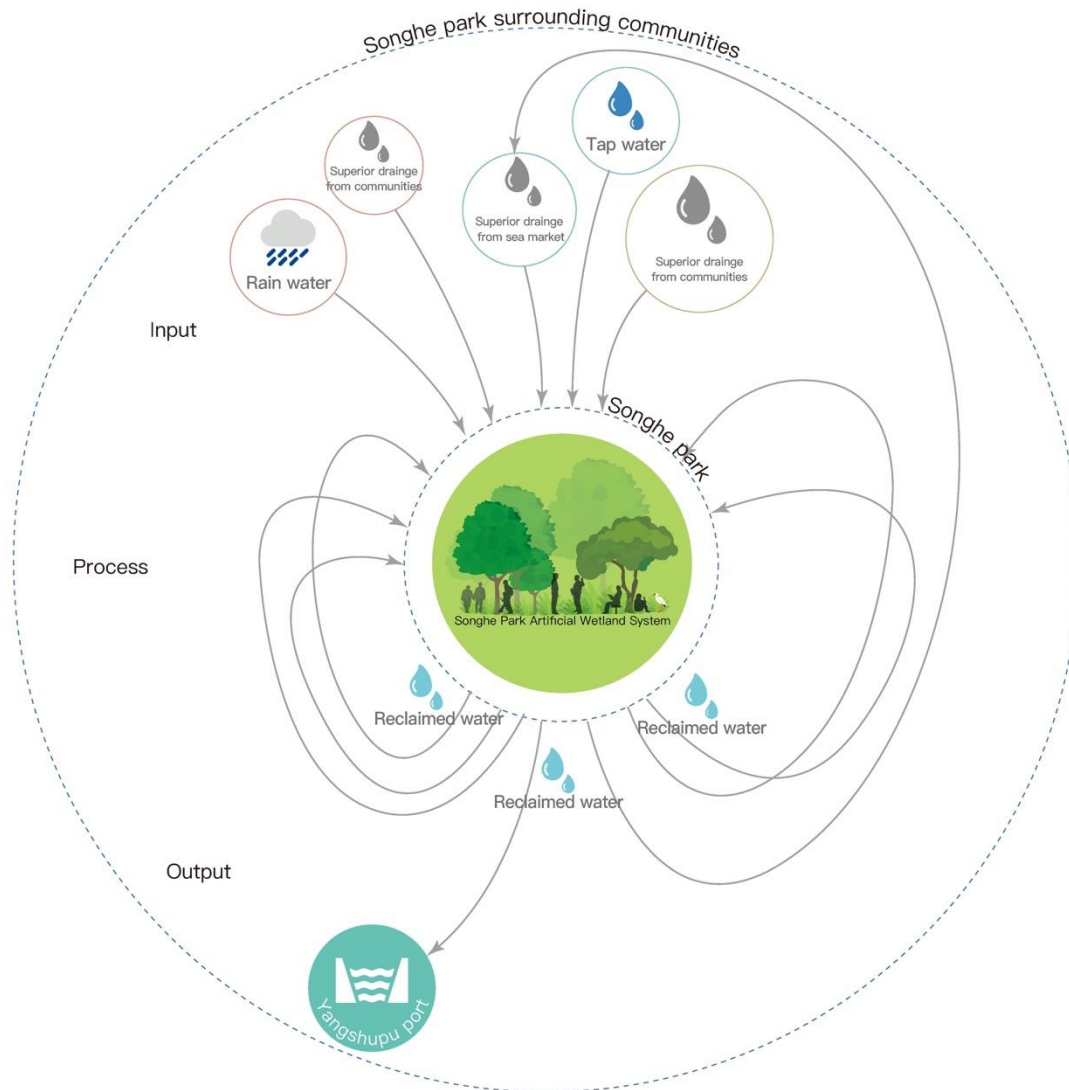 Songhe park surrounding communities
Superior drainge
from communities
Tap water
Superior drainge
from sea market
Superior drainge
from communities
Rain water
Input
Songhe park
Process
Songhe Park Artificial Wetland System
Reclaimed water
Reclaimed water
Reclaimed water
Output
Yangshupu port